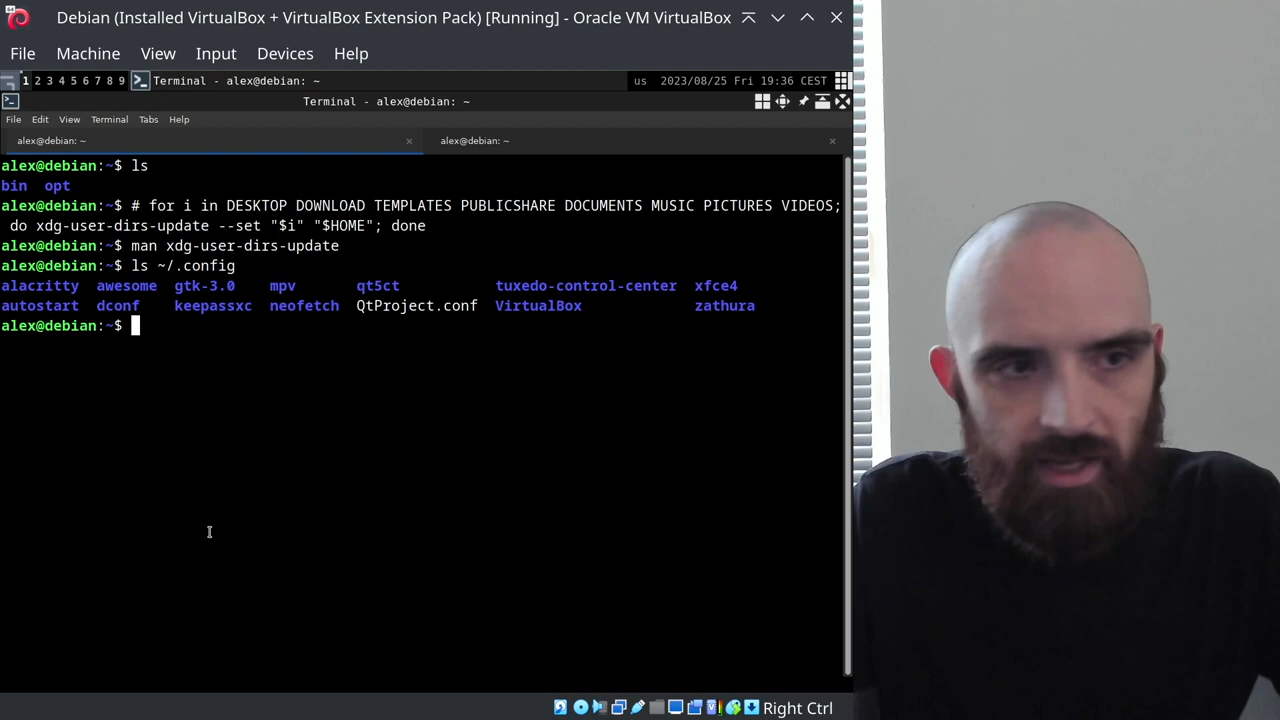 Debian (Installed VirtualBox + VirtualBox Extension Pack) [Running] - Oracle VM VirtualBox
File Machine View Input Devices Help
1 2 3 4 5 6 7 8 9 Terminal - alex@debian: ~ us 2023/08/25 Fri 19:36 CEST
Terminal - alex@debian: ~
File Edit View Terminal Tabs Help
alex@debian: ~ × alex@debian: ~ ×
alex@debian:~$ ls
bin opt
alex@debian:~$ # for i in DESKTOP DOWNLOAD TEMPLATES PUBLICSHARE DOCUMENTS MUSIC PICTURES VIDEOS;
do xdg-user-dirs-update --set "$i" "$HOME"; done
alex@debian:~$ man xdg-user-dirs-update
alex@debian:~$ ls ~/.config
alacritty awesome gtk-3.0 mpv qt5ct tuxedo-control-center xfce4
autostart dconf keepassxc neofetch QtProject.conf VirtualBox zathura
alex@debian:~$
Right Ctrl